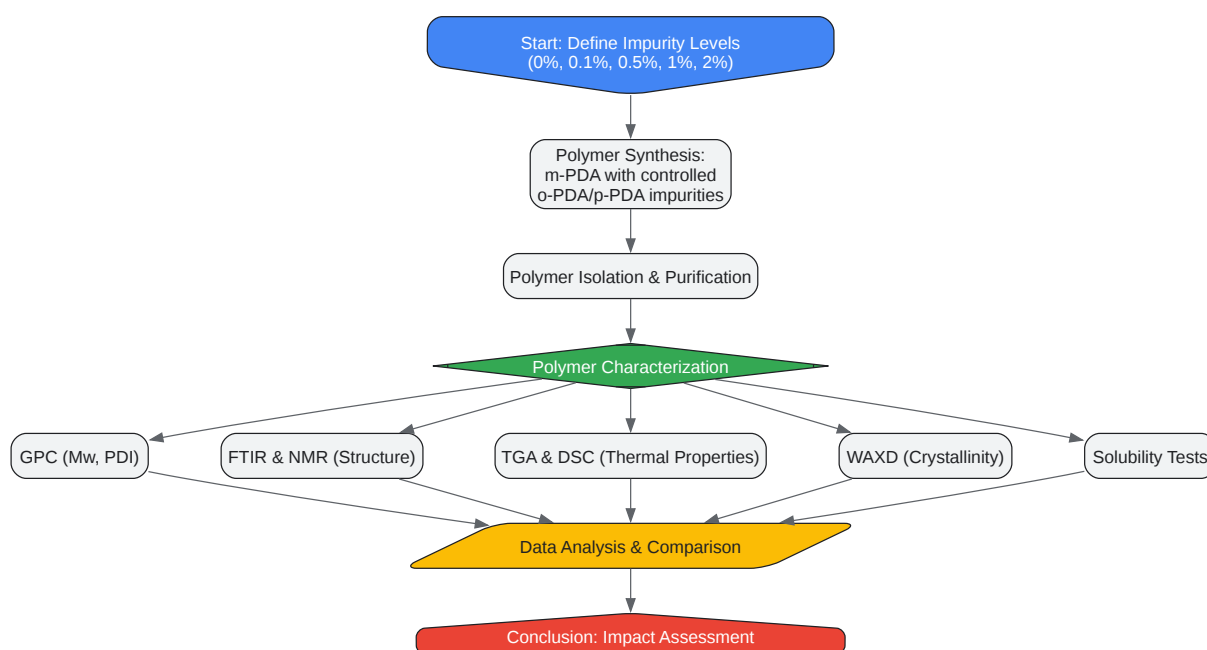 Start: Define Impurity Levels
(0%, 0.1%, 0.5%, 1%, 2%)
Polymer Synthesis:
m-PDA with controlled
o-PDA/p-PDA impurities
Polymer Isolation & Purification
Polymer Characterization
GPC (Mw, PDI)
FTIR & NMR (Structure)
TGA & DSC (Thermal Properties)
WAXD (Crystallinity)
Solubility Tests
Data Analysis & Comparison
Conclusion: Impact Assessment